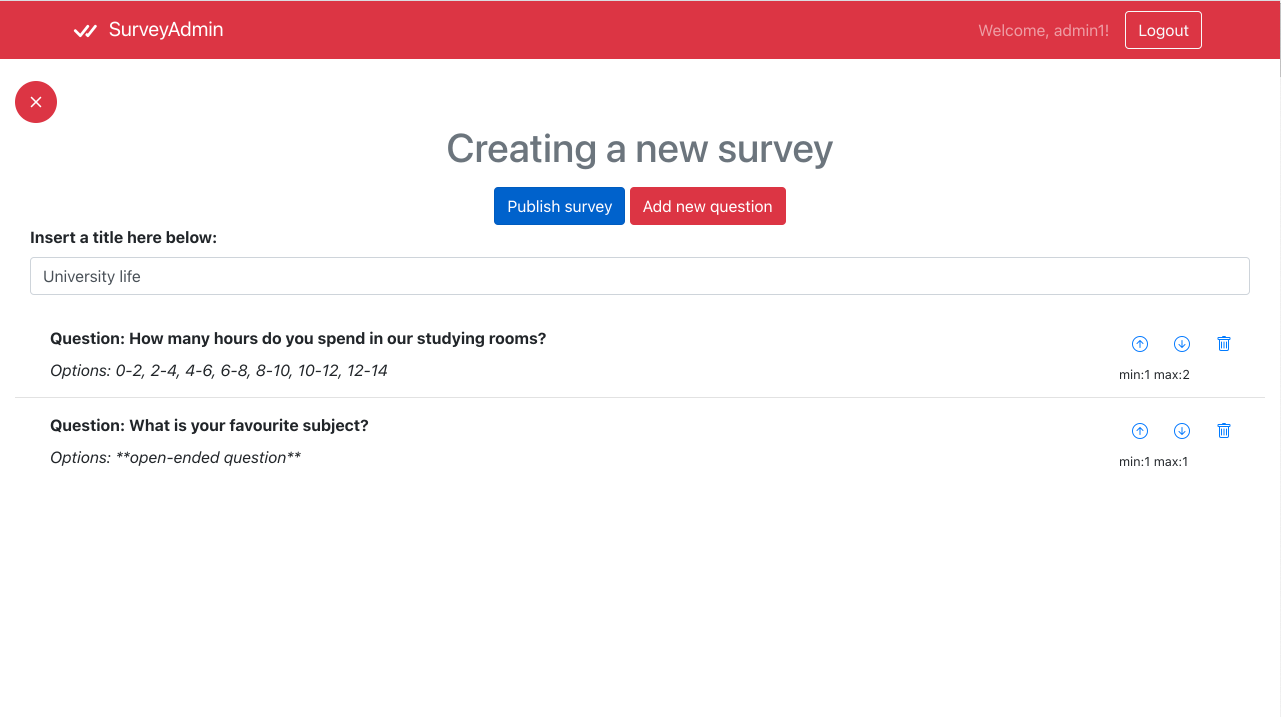 SurveyAdmin
Welcome, admin1! Logout
Creating a new survey
Publish survey Add new question
Insert a title here below:
University life
Question: How many hours do you spend in our studying rooms?
Options: 0-2, 2-4, 4-6, 6-8, 8-10, 10-12, 12-14
min:1 max:2
Question: What is your favourite subject?
Options: **open-ended question**
min:1 max:1